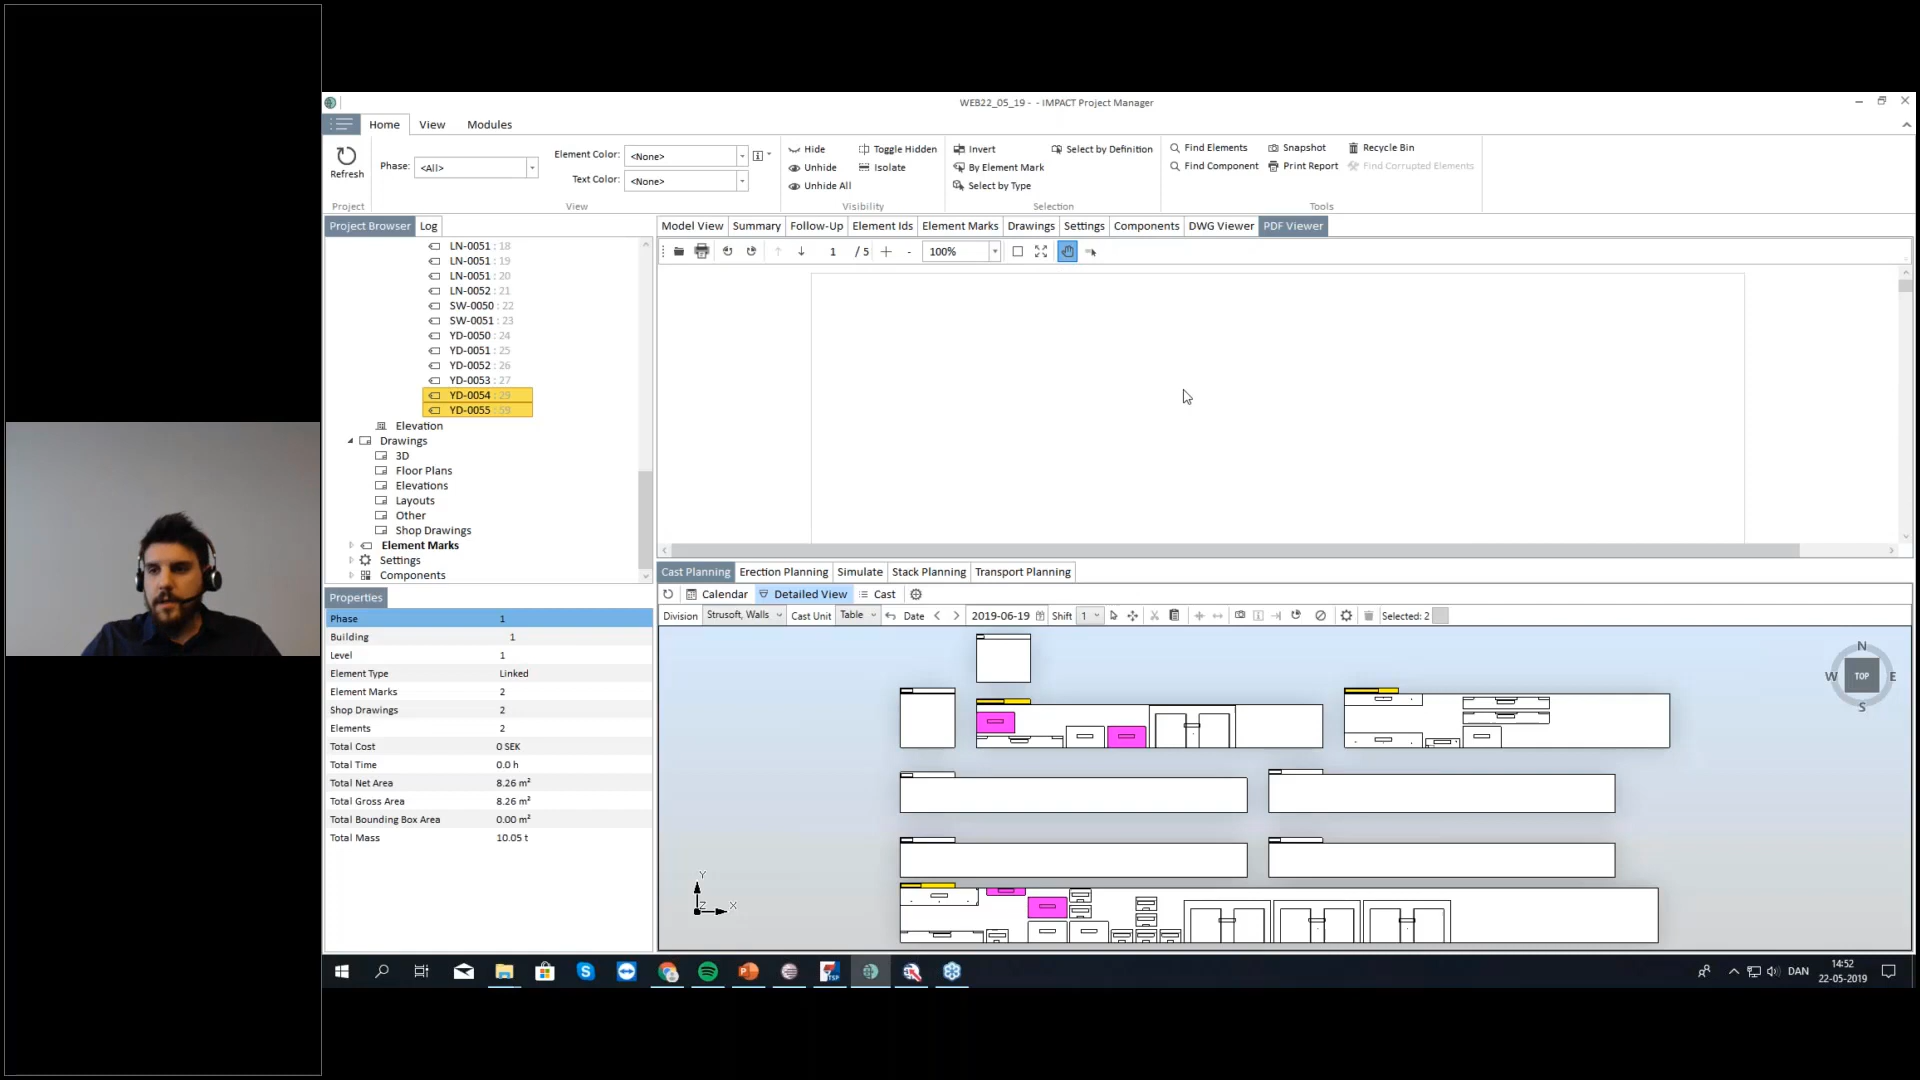 WEB22_05_19 - - IMPACT Project Manager
Home View Modules
Refresh
Phase: <All>
Element Color: <None>
Text Color: <None>
Hide
Unhide
Unhide All
Toggle Hidden
Isolate
Invert
By Element Mark
Select by Type
Select by Definition
Find Elements
Find Component
Snapshot
Print Report
Recycle Bin
Find Corrupted Elements
Project View Visibility Selection Tools
Project Browser Log
LN-0051 : 18
LN-0051 : 19
LN-0051 : 20
LN-0052 : 21
SW-0050 : 22
SW-0051 : 23
YD-0050 : 24
YD-0051 : 25
YD-0052 : 26
YD-0053 : 27
YD-0054 : 29
YD-0055 : 59
Elevation
Drawings
3D
Floor Plans
Elevations
Layouts
Other
Shop Drawings
Element Marks
Settings
Components
Properties
Phase 1
Building 1
Level 1
Element Type Linked
Element Marks 2
Shop Drawings 2
Elements 2
Total Cost 0 SEK
Total Time 0.0 h
Total Net Area 8.26 m²
Total Gross Area 8.26 m²
Total Bounding Box Area 0.00 m²
Total Mass 10.05 t
Model View Summary Follow-Up Element Ids Element Marks Drawings Settings Components DWG Viewer PDF Viewer
1 / 5 + - 100%
Cast Planning Erection Planning Simulate Stack Planning Transport Planning
Calendar Detailed View Cast
Division Strusoft, Walls Cast Unit Table Date 2019-06-19 Shift 1 Selected: 2
N
W TOP E
S
Y
Z X
TSP
DAN
14:52
22-05-2019